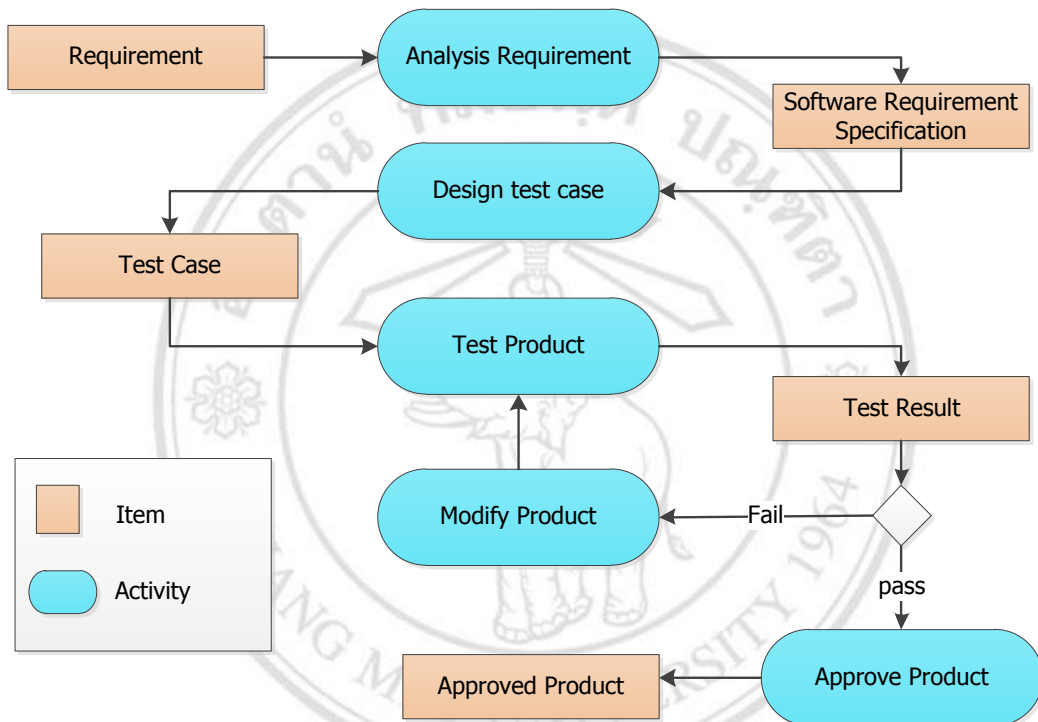 Requirement
Analysis Requirement
Software Requirement
Specification
Design test case
Test Case
Test Product
Test Result
Item
Modify Product
Fail
Activity
pass
Approved Product
Approve Product
1964